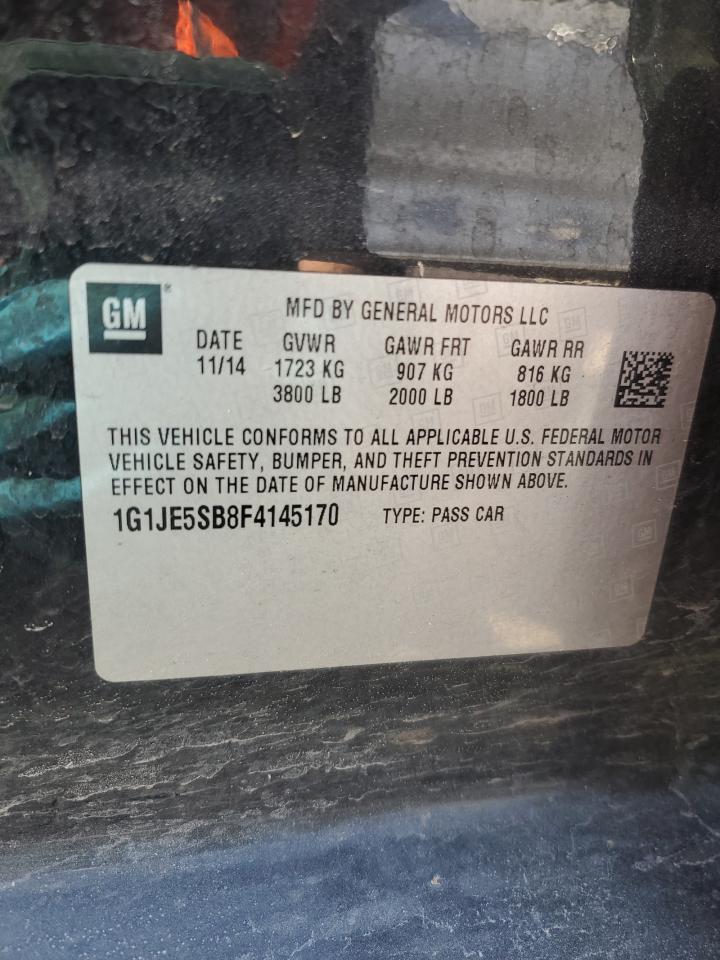 GM ®
MFD BY GENERAL MOTORS LLC
DATE GVWR GAWR FRT GAWR RR
11/14 1723 KG 907 KG 816 KG
3800 LB 2000 LB 1800 LB
THIS VEHICLE CONFORMS TO ALL APPLICABLE U.S. FEDERAL MOTOR
VEHICLE SAFETY, BUMPER, AND THEFT PREVENTION STANDARDS IN
EFFECT ON THE DATE OF MANUFACTURE SHOWN ABOVE.
1G1JE5SB8F4145170 TYPE: PASS CAR